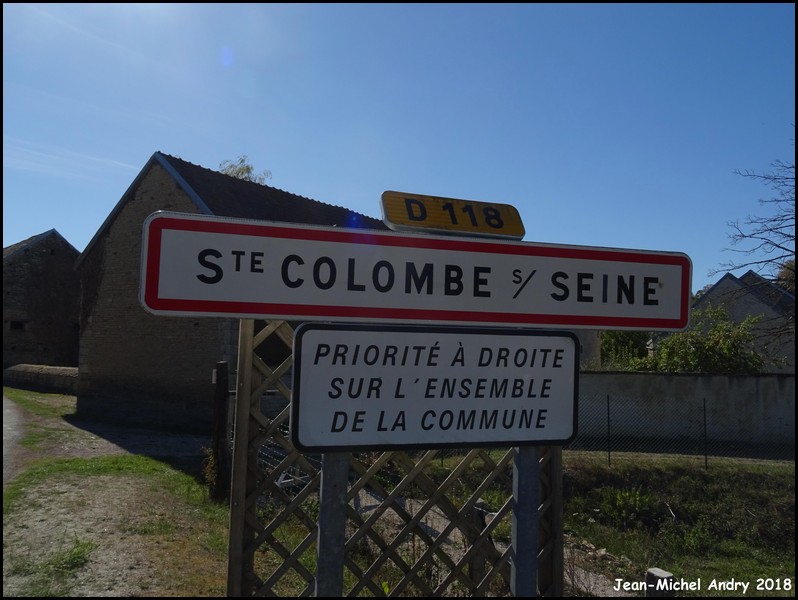 D 118
STE COLOMBE S/ SEINE
PRIORITÉ À DROITE
SUR L'ENSEMBLE
DE LA COMMUNE
Jean-Michel Andry 2018